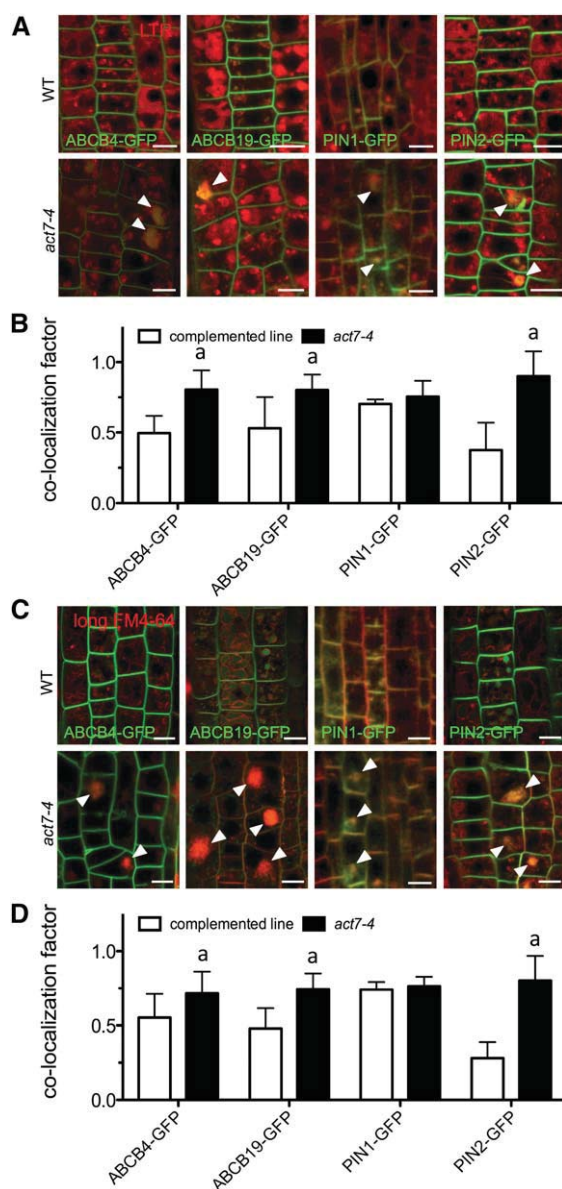 A
LTR
WT
ABCB4-GFP
ABCB19-GFP
PIN1-GFP
PIN2-GFP
act7-4
B
complemented line
act7-4
co-localization factor
1.0
0.5
0.0
a
a
a
ABCB4-GFP
ABCB19-GFP
PIN1-GFP
PIN2-GFP
C
long FM4-64
WT
ABCB4-GFP
ABCB19-GFP
PIN1-GFP
PIN2-GFP
act7-4
D
complemented line
act7-4
co-localization factor
1.0
0.5
0.0
a
a
a
ABCB4-GFP
ABCB19-GFP
PIN1-GFP
PIN2-GFP